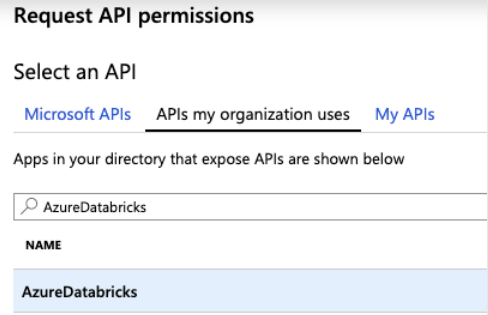 Request API permissions
Select an API
Microsoft APIs APIs my organization uses My APIs
Apps in your directory that expose APIs are shown below
AzureDatabricks
NAME
AzureDatabricks